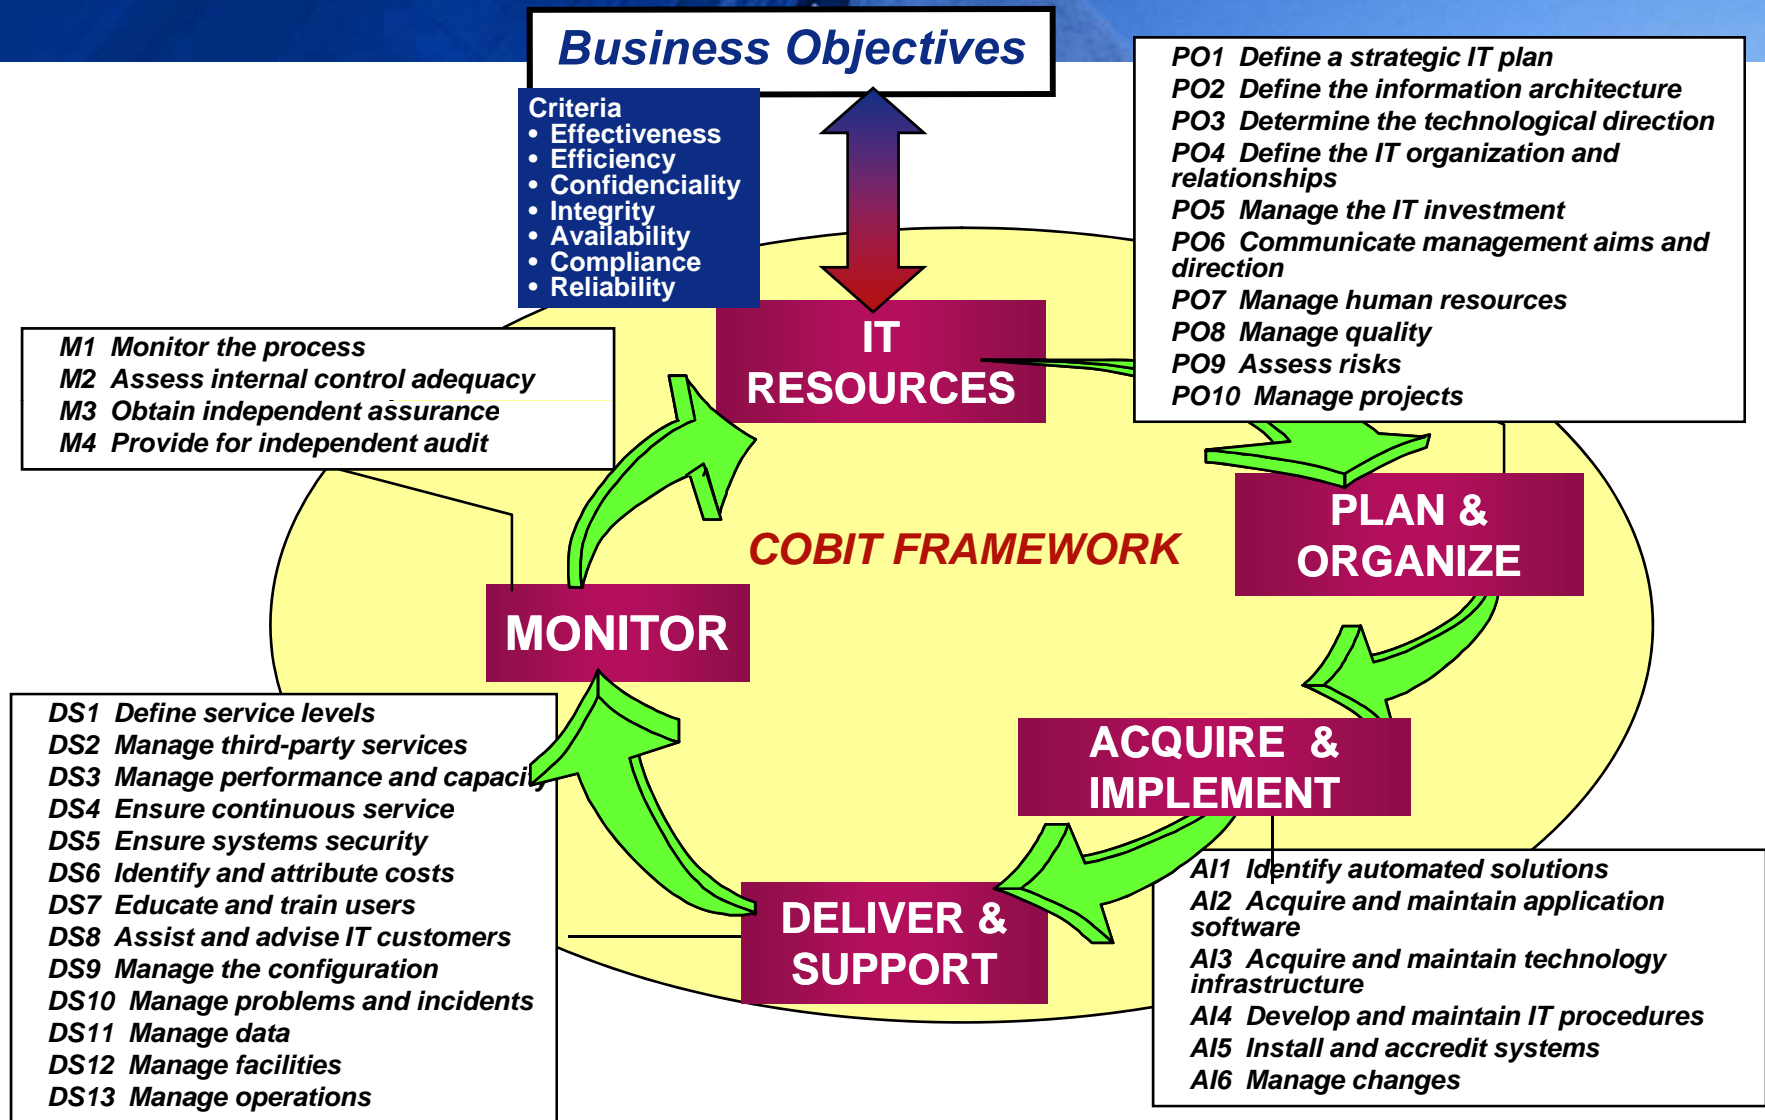 Business Objectives
Criteria
• Effectiveness
• Efficiency
• Confidenciality
• Integrity
• Availability
• Compliance
• Reliability
PO1 Define a strategic IT plan
PO2 Define the information architecture
PO3 Determine the technological direction
PO4 Define the IT organization and
relationships
PO5 Manage the IT investment
PO6 Communicate management aims and
direction
PO7 Manage human resources
PO8 Manage quality
PO9 Assess risks
PO10 Manage projects
IT
RESOURCES
M1 Monitor the process
M2 Assess internal control adequacy
M3 Obtain independent assurance
M4 Provide for independent audit
PLAN &
ORGANIZE
COBIT FRAMEWORK
MONITOR
ACQUIRE &
IMPLEMENT
DS1 Define service levels
DS2 Manage third-party services
DS3 Manage performance and capacity
DS4 Ensure continuous service
DS5 Ensure systems security
DS6 Identify and attribute costs
DS7 Educate and train users
DS8 Assist and advise IT customers
DS9 Manage the configuration
DS10 Manage problems and incidents
DS11 Manage data
DS12 Manage facilities
DS13 Manage operations
DELIVER &
SUPPORT
AI1 Identify automated solutions
AI2 Acquire and maintain application
software
AI3 Acquire and maintain technology
infrastructure
AI4 Develop and maintain IT procedures
AI5 Install and accredit systems
AI6 Manage changes